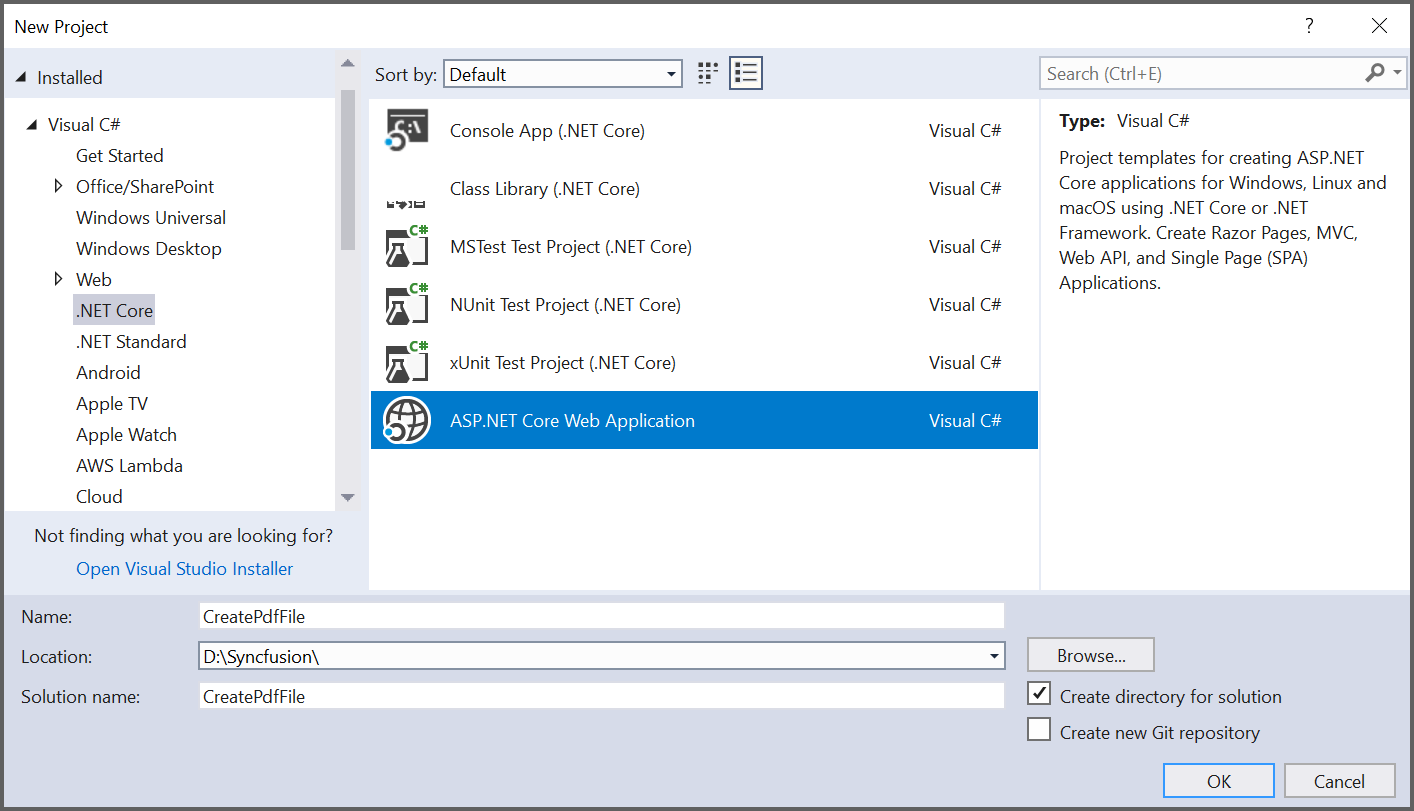 New Project
?
Installed
Sort by: Default
Search (Ctrl+E)
Visual C#
Get Started
Office/SharePoint
Windows Universal
Windows Desktop
Web
.NET Core
.NET Standard
Android
Apple TV
Apple Watch
AWS Lambda
Cloud
Not finding what you are looking for?
Open Visual Studio Installer
Console App (.NET Core) Visual C#
Class Library (.NET Core) Visual C#
C#
MSTest Test Project (.NET Core) Visual C#
C#
NUnit Test Project (.NET Core) Visual C#
C#
xUnit Test Project (.NET Core) Visual C#
ASP.NET Core Web Application Visual C#
Type: Visual C#
Project templates for creating ASP.NET
Core applications for Windows, Linux and
macOS using .NET Core or .NET
Framework. Create Razor Pages, MVC,
Web API, and Single Page (SPA)
Applications.
Name: CreatePdfFile
Location: D:\Syncfusion\
Browse...
Solution name: CreatePdfFile
Create directory for solution
Create new Git repository
OK
Cancel